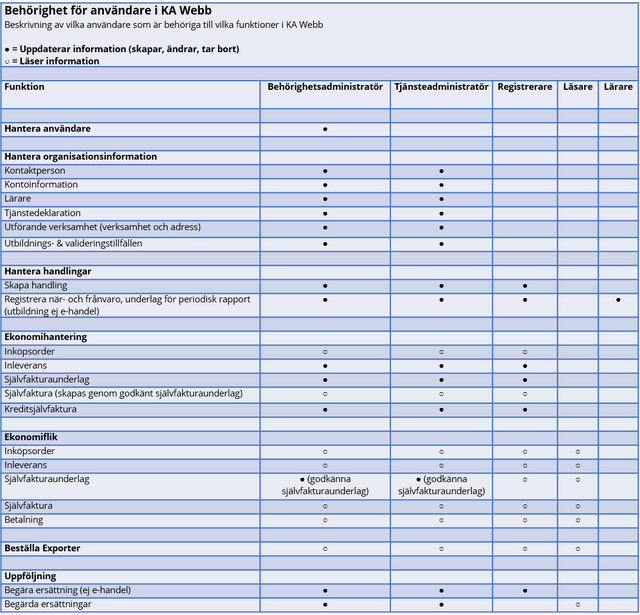 Behörighet för användare i KA Webb
Beskrivning av vilka användare som är behöriga till vilka funktioner i KA Webb
● = Uppdaterar information (skapar, ändrar, tar bort)
○ = Läser information
Funktion Behörighetsadministratör Tjänsteadministratör Registrerare Läsare Lärare
Hantera användare ●
Hantera organisationsinformation
Kontaktperson ● ●
Kontoinformation ● ●
Lärare ● ●
Tjänstedeklaration ● ●
Utförande verksamhet (verksamhet och adress) ● ●
Utbildnings- & valideringstillfällen ● ●
Hantera handlingar
Skapa handling ● ● ●
Registrera när- och frånvaro, underlag för periodisk rapport ● ● ● ●
(utbildning ej e-handel)
Ekonomihantering
Inköpsorder ○ ○ ○
Inleverans ● ● ●
Självfakturaunderlag ● ● ●
Självfaktura (skapas genom godkänt självfakturaunderlag) ○ ○ ○
Kreditsjälvfaktura ● ● ●
Ekonomiflik
Inköpsorder ○ ○ ○ ○
Inleverans ○ ○ ○ ○
Självfakturaunderlag ● (godkänna ● (godkänna ○ ○
självfakturaunderlag) självfakturaunderlag)
Självfaktura ○ ○ ○ ○
Betalning ○ ○ ○ ○
Beställa Exporter ○ ○ ○ ○
Uppföljning
Begära ersättning (ej e-handel) ● ● ●
Begärda ersättningar ● ● ○